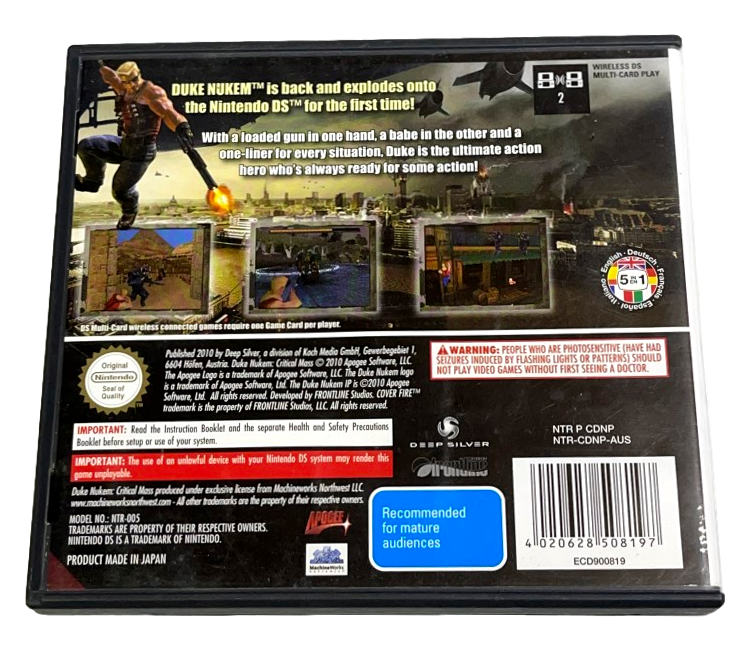 DUKE NUKEM™ is back and explodes onto
the Nintendo DS™ for the first time!
With a loaded gun in one hand, a babe in the other and a
one-liner for every situation, Duke is the ultimate action
hero who's always ready for some action!
WIRELESS DS
MULTI-CARD PLAY
2
English · Deutsch · Français · Español · Italiano
5 IN 1
EN
DS Multi-Card wireless connected games require one Game Card per player.
Original
Nintendo
Seal of
Quality
TM
Published 2010 by Deep Silver, a division of Koch Media GmbH, Gewerbegebiet 1,
6604 Höfen, Austria. Duke Nukem: Critical Mass © 2010 Apogee Software, LLC.
The Apogee Logo is a trademark of Apogee Software, LLC. The Duke Nukem logo
is a trademark of Apogee Software, Ltd. The Duke Nukem IP is ©2010 Apogee
Software, Ltd. All rights reserved. Developed by FRONTLINE Studios. COVER FIRE™
trademark is the property of FRONTLINE Studios, LLC. All rights reserved.
WARNING: PEOPLE WHO ARE PHOTOSENSITIVE (HAVE HAD
SEIZURES INDUCED BY FLASHING LIGHTS OR PATTERNS) SHOULD
NOT PLAY VIDEO GAMES WITHOUT FIRST SEEING A DOCTOR.
IMPORTANT: Read the Instruction Booklet and the separate Health and Safety Precautions
Booklet before setup or use of your system.
IMPORTANT: The use of an unlawful device with your Nintendo DS system may render this
game unplayable.
DEEP SILVER
frontline
NTR P CDNP
NTR-CDNP-AUS
Duke Nukem: Critical Mass produced under exclusive license from Machineworks Northwest LLC.
www.machineworksnorthwest.com - All other trademarks are the property of their respective owners.
MODEL NO.: NTR-005
TRADEMARKS ARE PROPERTY OF THEIR RESPECTIVE OWNERS.
NINTENDO DS IS A TRADEMARK OF NINTENDO.
PRODUCT MADE IN JAPAN
APOGEE
MachineWorks
NORTHWEST
Recommended
for mature
audiences
4 020628 508197
ECD900819